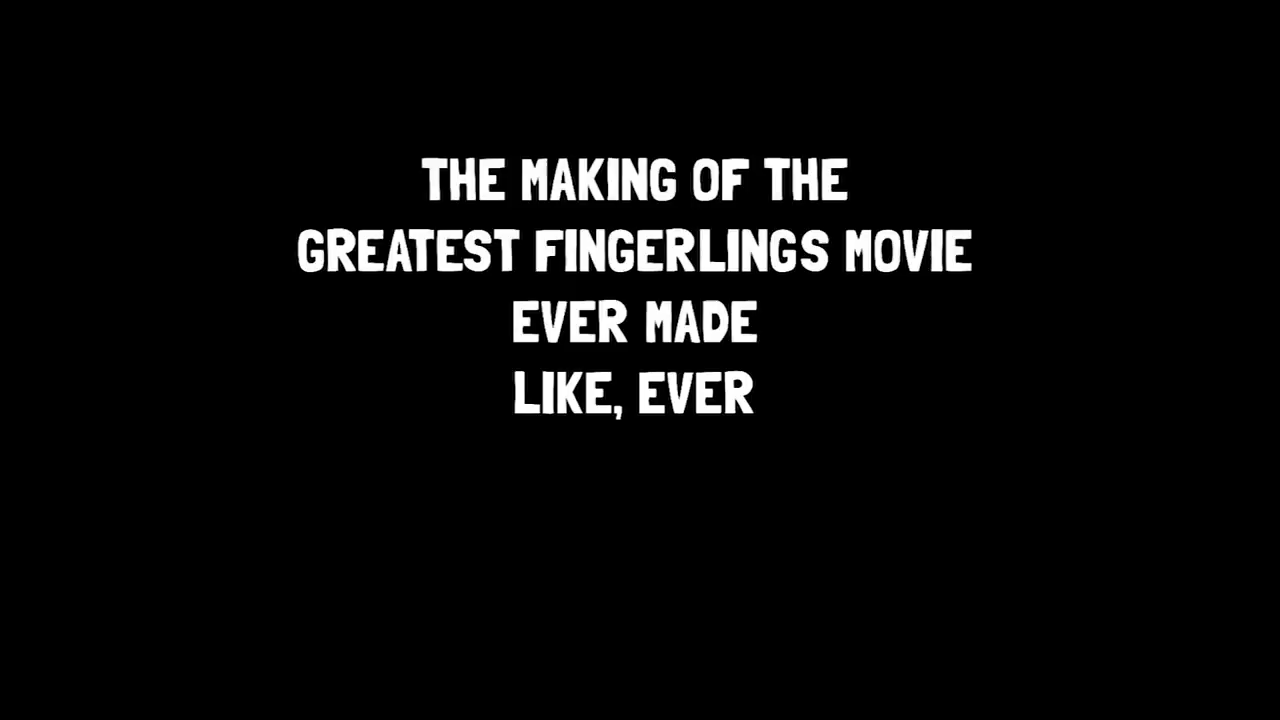 THE MAKING OF THE
GREATEST FINGERLINGS MOVIE
EVER MADE
LIKE, EVER